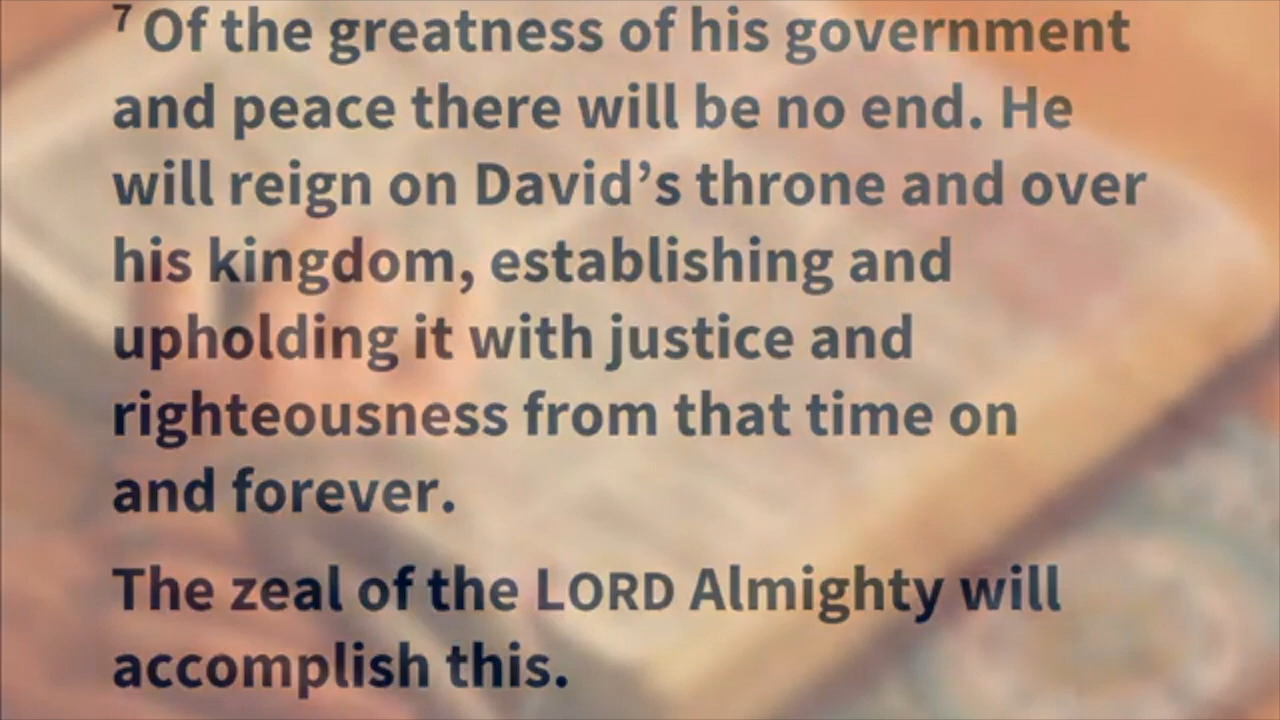 7 Of the greatness of his government
and peace there will be no end. He
will reign on David’s throne and over
his kingdom, establishing and
upholding it with justice and
righteousness from that time on
and forever.
The zeal of the LORD Almighty will
accomplish this.